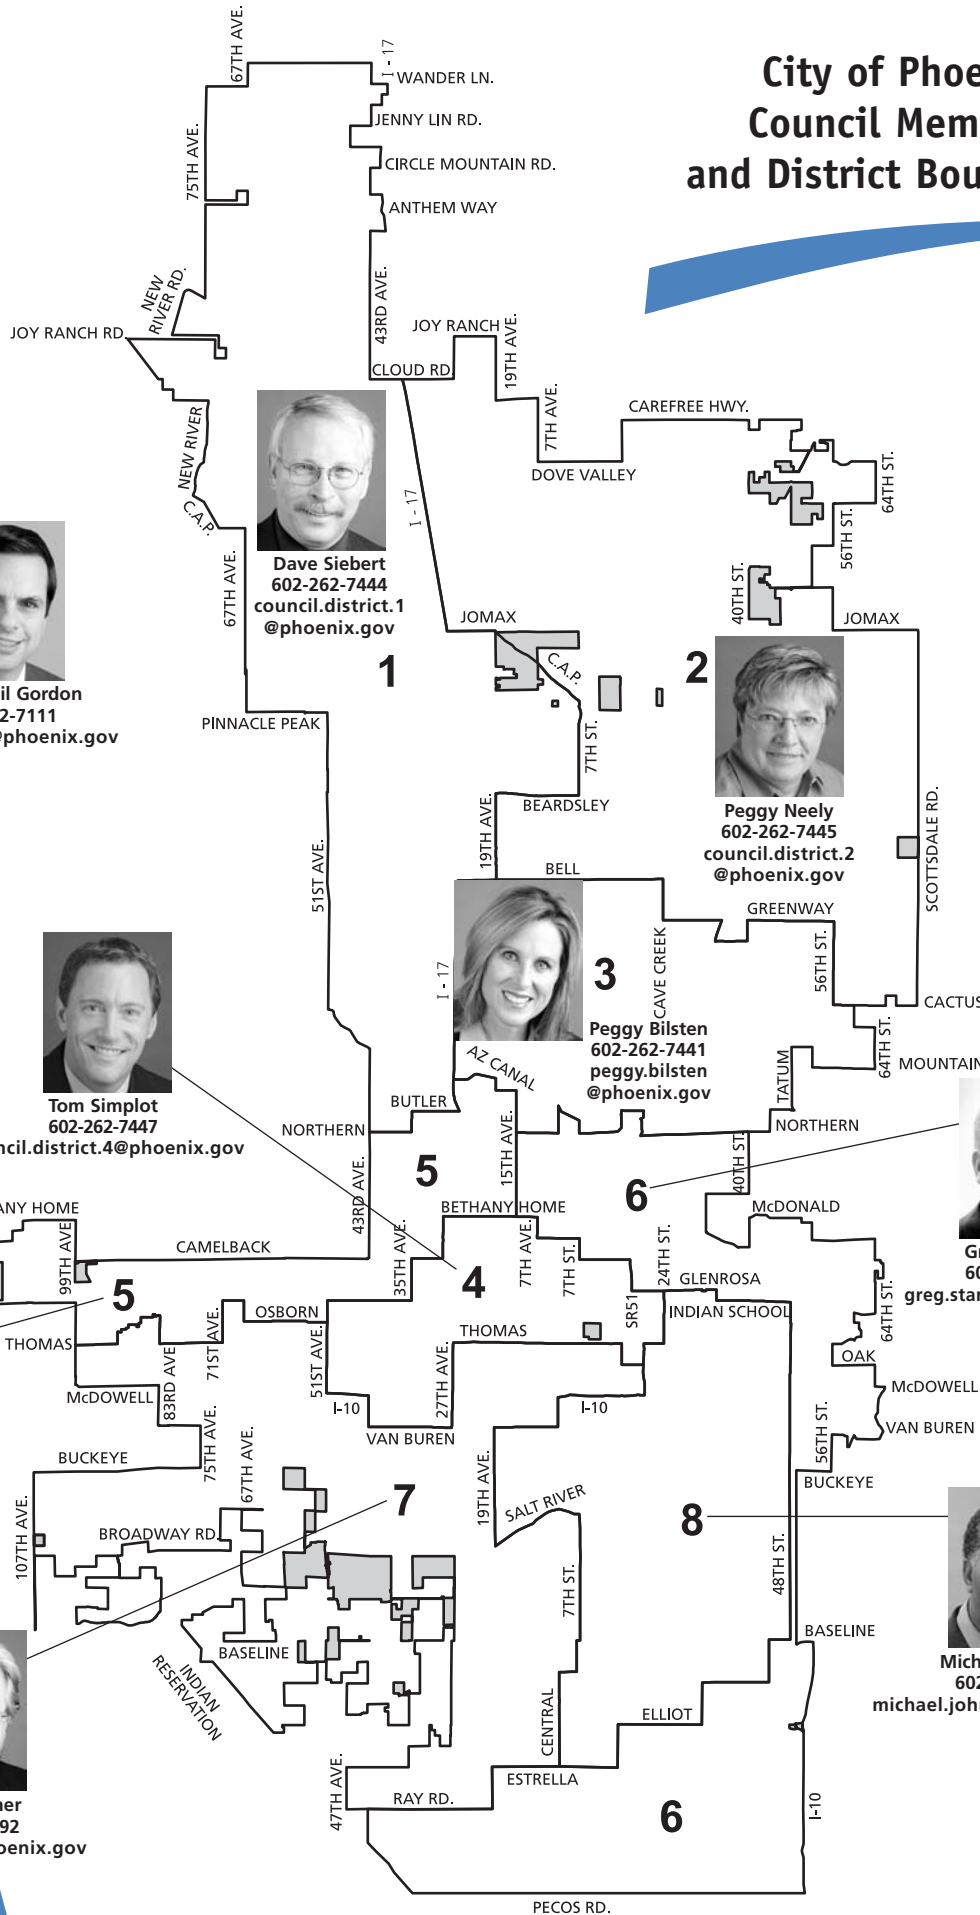 City of Phoe
Council Mem
and District Bou
67TH AVE.
I - 17
WANDER LN.
JENNY LIN RD.
75TH AVE.
CIRCLE MOUNTAIN RD.
ANTHEM WAY
NEW
RIVER RD.
43RD AVE.
JOY RANCH RD.
JOY RANCH
19TH AVE.
CLOUD RD.
7TH AVE.
CAREFREE HWY.
NEW RIVER
DOVE VALLEY
64TH ST.
C.A.P.
I - 17
56TH ST.
Dave Siebert
602-262-7444
council.district.1
@phoenix.gov
67TH AVE.
40TH ST.
JOMAX
JOMAX
1
C.A.P.
2
il Gordon
2-7111
@phoenix.gov
PINNACLE PEAK
7TH ST.
BEARDSLEY
Peggy Neely
602-262-7445
council.district.2
@phoenix.gov
19TH AVE.
SCOTTSDALE RD.
51ST AVE.
BELL
GREENWAY
I - 17
3
CAVE CREEK
56TH ST.
CACTUS
Peggy Bilsten
602-262-7441
peggy.bilsten
@phoenix.gov
AZ CANAL
TATUM
64TH ST.
MOUNTAIN
Tom Simplot
602-262-7447
ncil.district.4@phoenix.gov
BUTLER
NORTHERN
15TH AVE.
NORTHERN
5
40TH ST.
6
43RD AVE.
ANY HOME
BETHANY HOME
McDONALD
99TH AVE.
CAMELBACK
35TH AVE.
7TH AVE.
7TH ST.
24TH ST.
Gr
60
greg.stan
5
4
GLENROSA
OSBORN
SR51
INDIAN SCHOOL
64TH ST.
THOMAS
71ST AVE.
51ST AVE.
THOMAS
OAK
McDOWELL
83RD AVE.
27TH AVE.
I-10
I-10
McDOWELL
VAN BUREN
VAN BUREN
56TH ST.
BUCKEYE
75TH AVE.
67TH AVE.
BUCKEYE
7
19TH AVE.
SALT RIVER
8
107TH AVE.
BROADWAY RD.
7TH ST.
48TH ST.
BASELINE
BASELINE
INDIAN
RESERVATION
Mich
602
michael.john
CENTRAL
ELLIOT
47TH AVE.
ESTRELLA
RAY RD.
6
I-10
ner
92
oenix.gov
PECOS RD.